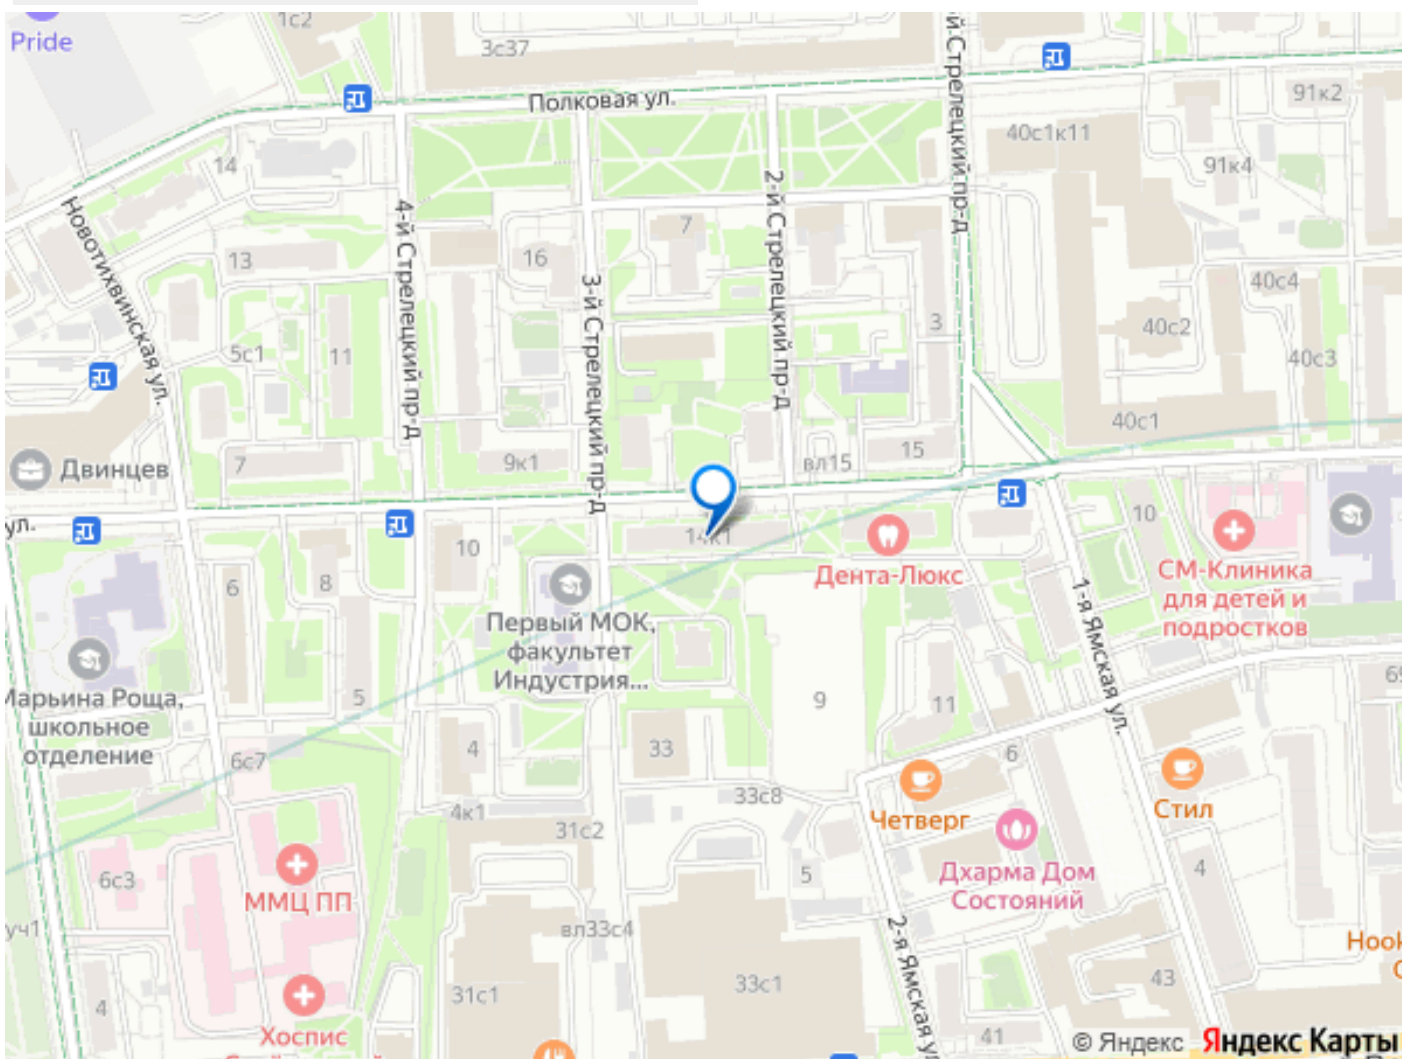 Pride
1с2
3с37
Полковая ул.
91к2
40с1к11
91к4
14
Новотихвинская ул.
4-й Стрелецкий пр-д
3-й Стрелецкий пр-д
2-й Стрелецкий пр-д
й Стрелецкий пр-д
7
16
13
40с4
3
40с2
5с1
11
40с3
40с1
15
Двинцев
7
9к1
вл15
ул.
14к1
10
10
Дента-Люкс
СМ-Клиника
для детей и
подростков
6
8
Первый МОК,
факультет
Индустрия...
1-я Ямская ул.
Марьина Роща,
школьное
отделение
5
9
11
69
4
33
6
6с7
33с8
4к1
31с2
Четверг
Стил
5
4
6с3
ММЦ ПП
Дхарма Дом
Состояний
уч1
вл33с4
2-я Ямская ул
Hook
31с1
33с1
43
4
Хоспис
41
© Яндекс Яндекс Карты